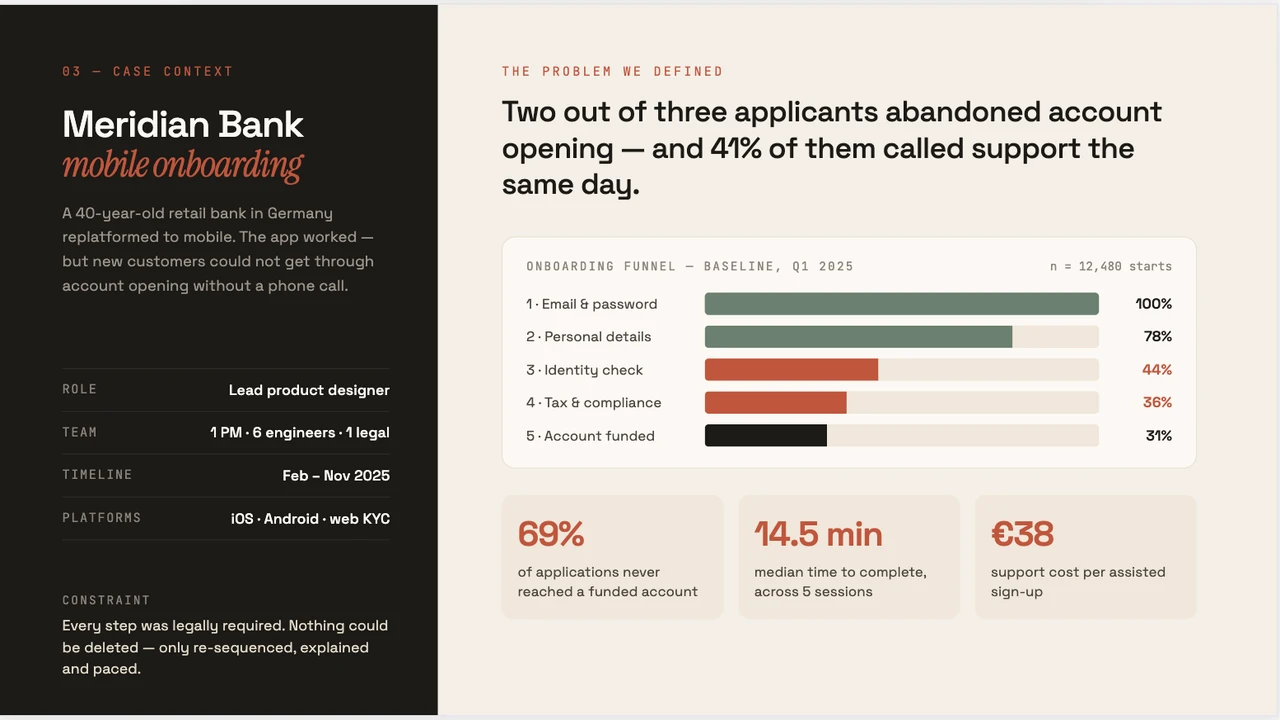 03 — CASE CONTEXT
Meridian Bank
mobile onboarding
A 40-year-old retail bank in Germany
replatformed to mobile. The app worked —
but new customers could not get through
account opening without a phone call.
ROLE Lead product designer
TEAM 1 PM · 6 engineers · 1 legal
TIMELINE Feb – Nov 2025
PLATFORMS iOS · Android · web KYC
CONSTRAINT
Every step was legally required. Nothing could
be deleted — only re-sequenced, explained
and paced.
THE PROBLEM WE DEFINED
Two out of three applicants abandoned account
opening — and 41% of them called support the
same day.
ONBOARDING FUNNEL — BASELINE, Q1 2025 n = 12,480 starts
1 · Email & password 100%
2 · Personal details 78%
3 · Identity check 44%
4 · Tax & compliance 36%
5 · Account funded 31%
69%
of applications never
reached a funded account
14.5 min
median time to complete,
across 5 sessions
€38
support cost per assisted
sign-up